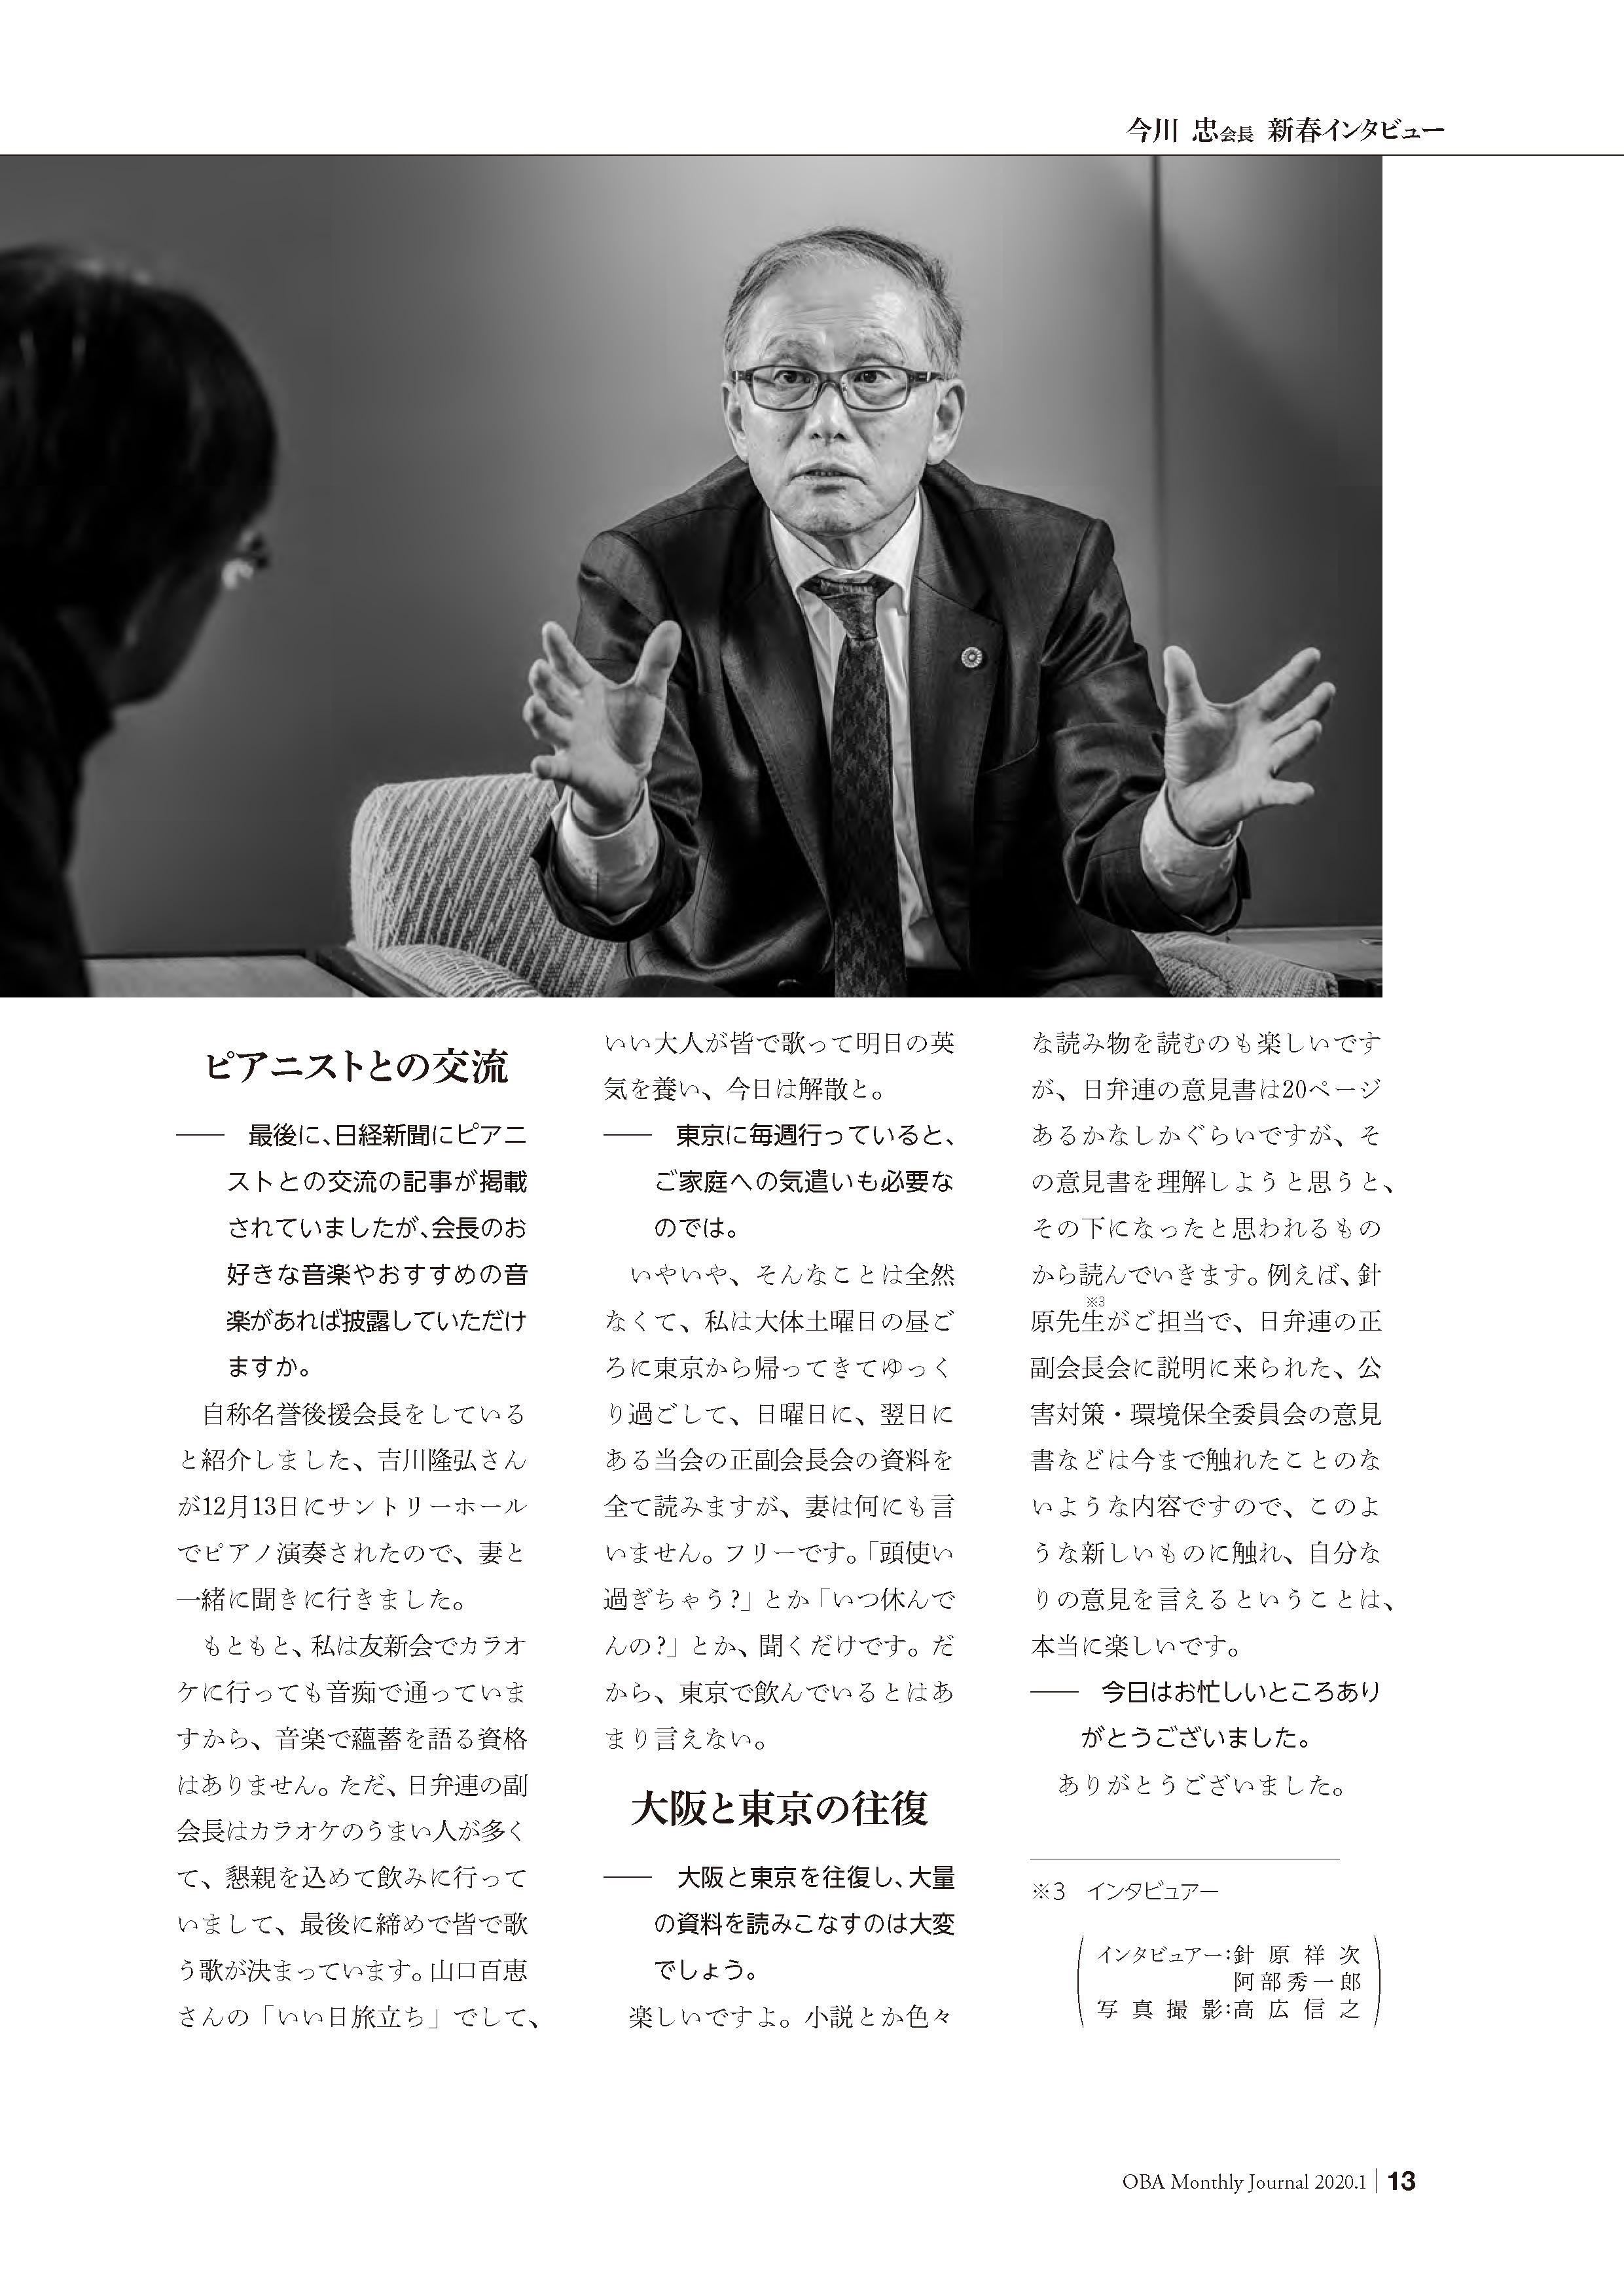 今川 忠会長 新春インタビュー
ピアニストとの交流
―― 最後に、日経新聞にピアニ
ストとの交流の記事が掲載
されていましたが、会長のお
好きな音楽やおすすめの音
楽があれば披露していただけ
ますか。
自称名誉後援会長をしている
と紹介しました、吉川隆弘さん
が12月13日にサントリーホール
でピアノ演奏されたので、妻と
一緒に聞きに行きました。
もともと、私は友新会でカラオ
ケに行っても音痴で通っていま
すから、音楽で蘊蓄を語る資格
はありません。ただ、日弁連の副
会長はカラオケのうまい人が多く
て、懇親を込めて飲みに行って
いまして、最後に締めで皆で歌
う歌が決まっています。山口百恵
さんの「いい日旅立ち」でして、
いい大人が皆で歌って明日の英
気を養い、今日は解散と。
―― 東京に毎週行っていると、
ご家庭への気遣いも必要な
のでは。
いやいや、そんなことは全然
なくて、私は大体土曜日の昼ご
ろに東京から帰ってきてゆっく
り過ごして、日曜日に、翌日に
ある当会の正副会長会の資料を
全て読みますが、妻は何にも言
いません。フリーです。「頭使い
過ぎちゃう?」とか「いつ休んで
んの?」とか、聞くだけです。だ
から、東京で飲んでいるとはあ
まり言えない。
大阪と東京の往復
―― 大阪と東京を往復し、大量
の資料を読みこなすのは大変
でしょう。
楽しいですよ。小説とか色々
な読み物を読むのも楽しいです
が、日弁連の意見書は20ページ
あるかなしかぐらいですが、そ
の意見書を理解しようと思うと、
その下になったと思われるもの
から読んでいきます。例えば、針
※3
原先生がご担当で、日弁連の正
副会長会に説明に来られた、公
害対策・環境保全委員会の意見
書などは今まで触れたことのな
いような内容ですので、このよ
うな新しいものに触れ、自分な
りの意見を言えるということは、
本当に楽しいです。
―― 今日はお忙しいところあり
がとうございました。
ありがとうございました。
※3 インタビュアー
インタビュアー:針原祥次
阿部秀一郎
写真撮影:高広信之
OBA Monthly Journal 2020.1 | 13